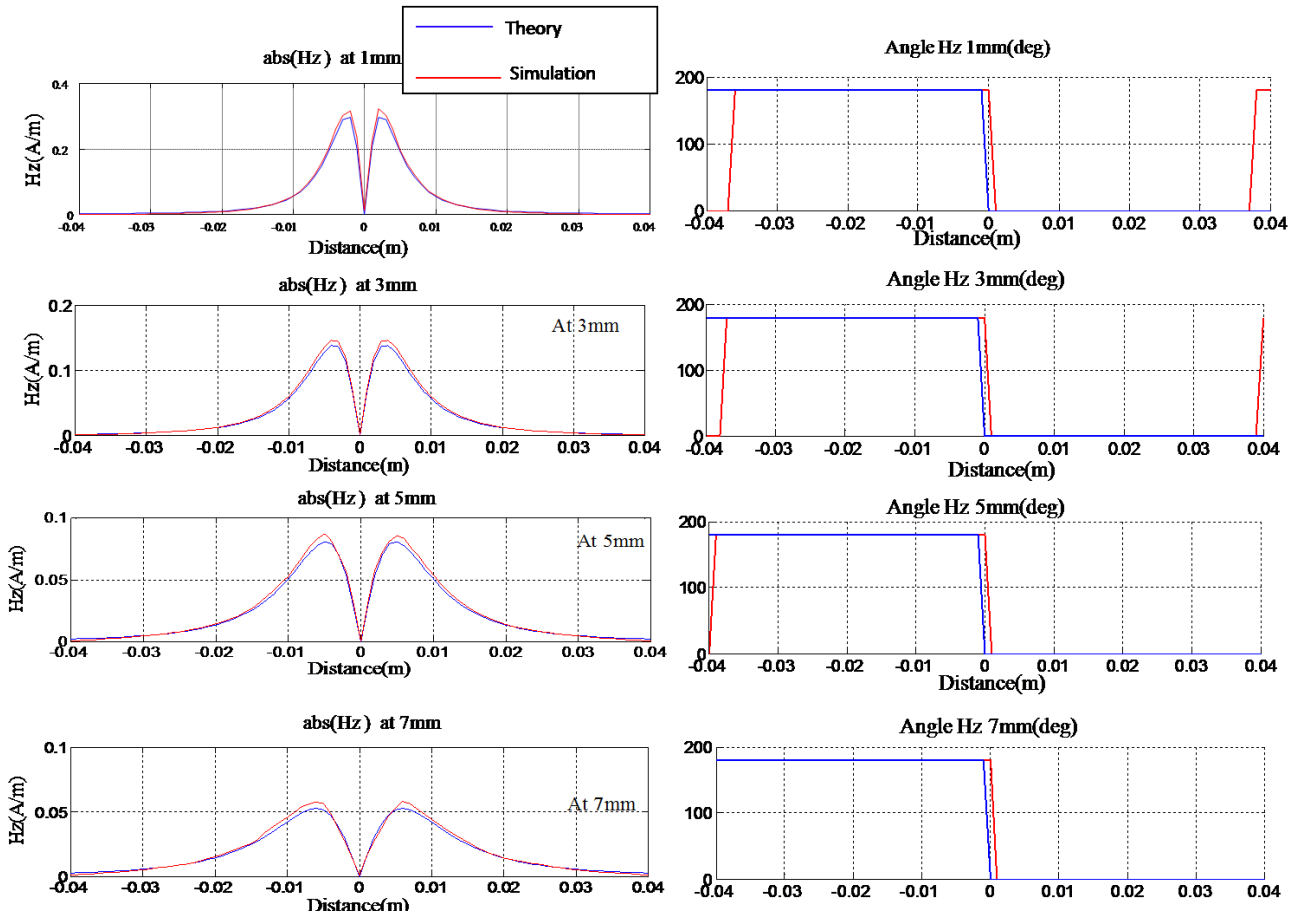 Theory
Simulation
abs(Hz) at 1mm
Hz(A/m)
0.4
0.2
0
-0.04 -0.03 -0.02 -0.01 0 0.01 0.02 0.03 0.04
Distance(m)
Angle Hz 1mm(deg)
200
100
0
-0.04 -0.03 -0.02 -0.01 0 0.01 0.02 0.03 0.04
Distance(m)
abs(Hz) at 3mm
At 3mm
Hz(A/m)
0.2
0.1
0
-0.04 -0.03 -0.02 -0.01 0 0.01 0.02 0.03 0.04
Distance(m)
Angle Hz 3mm(deg)
200
100
0
-0.04 -0.03 -0.02 -0.01 0 0.01 0.02 0.03 0.04
Distance(m)
abs(Hz) at 5mm
At 5mm
Hz(A/m)
0.1
0.05
0
-0.04 -0.03 -0.02 -0.01 0 0.01 0.02 0.03 0.04
Distance(m)
Angle Hz 5mm(deg)
200
100
0
-0.04 -0.03 -0.02 -0.01 0 0.01 0.02 0.03 0.04
Distance(m)
abs(Hz) at 7mm
At 7mm
Hz(A/m)
0.1
0.05
0
-0.04 -0.03 -0.02 -0.01 0 0.01 0.02 0.03 0.04
Distance(m)
Angle Hz 7mm(deg)
200
100
0
-0.04 -0.03 -0.02 -0.01 0 0.01 0.02 0.03 0.04